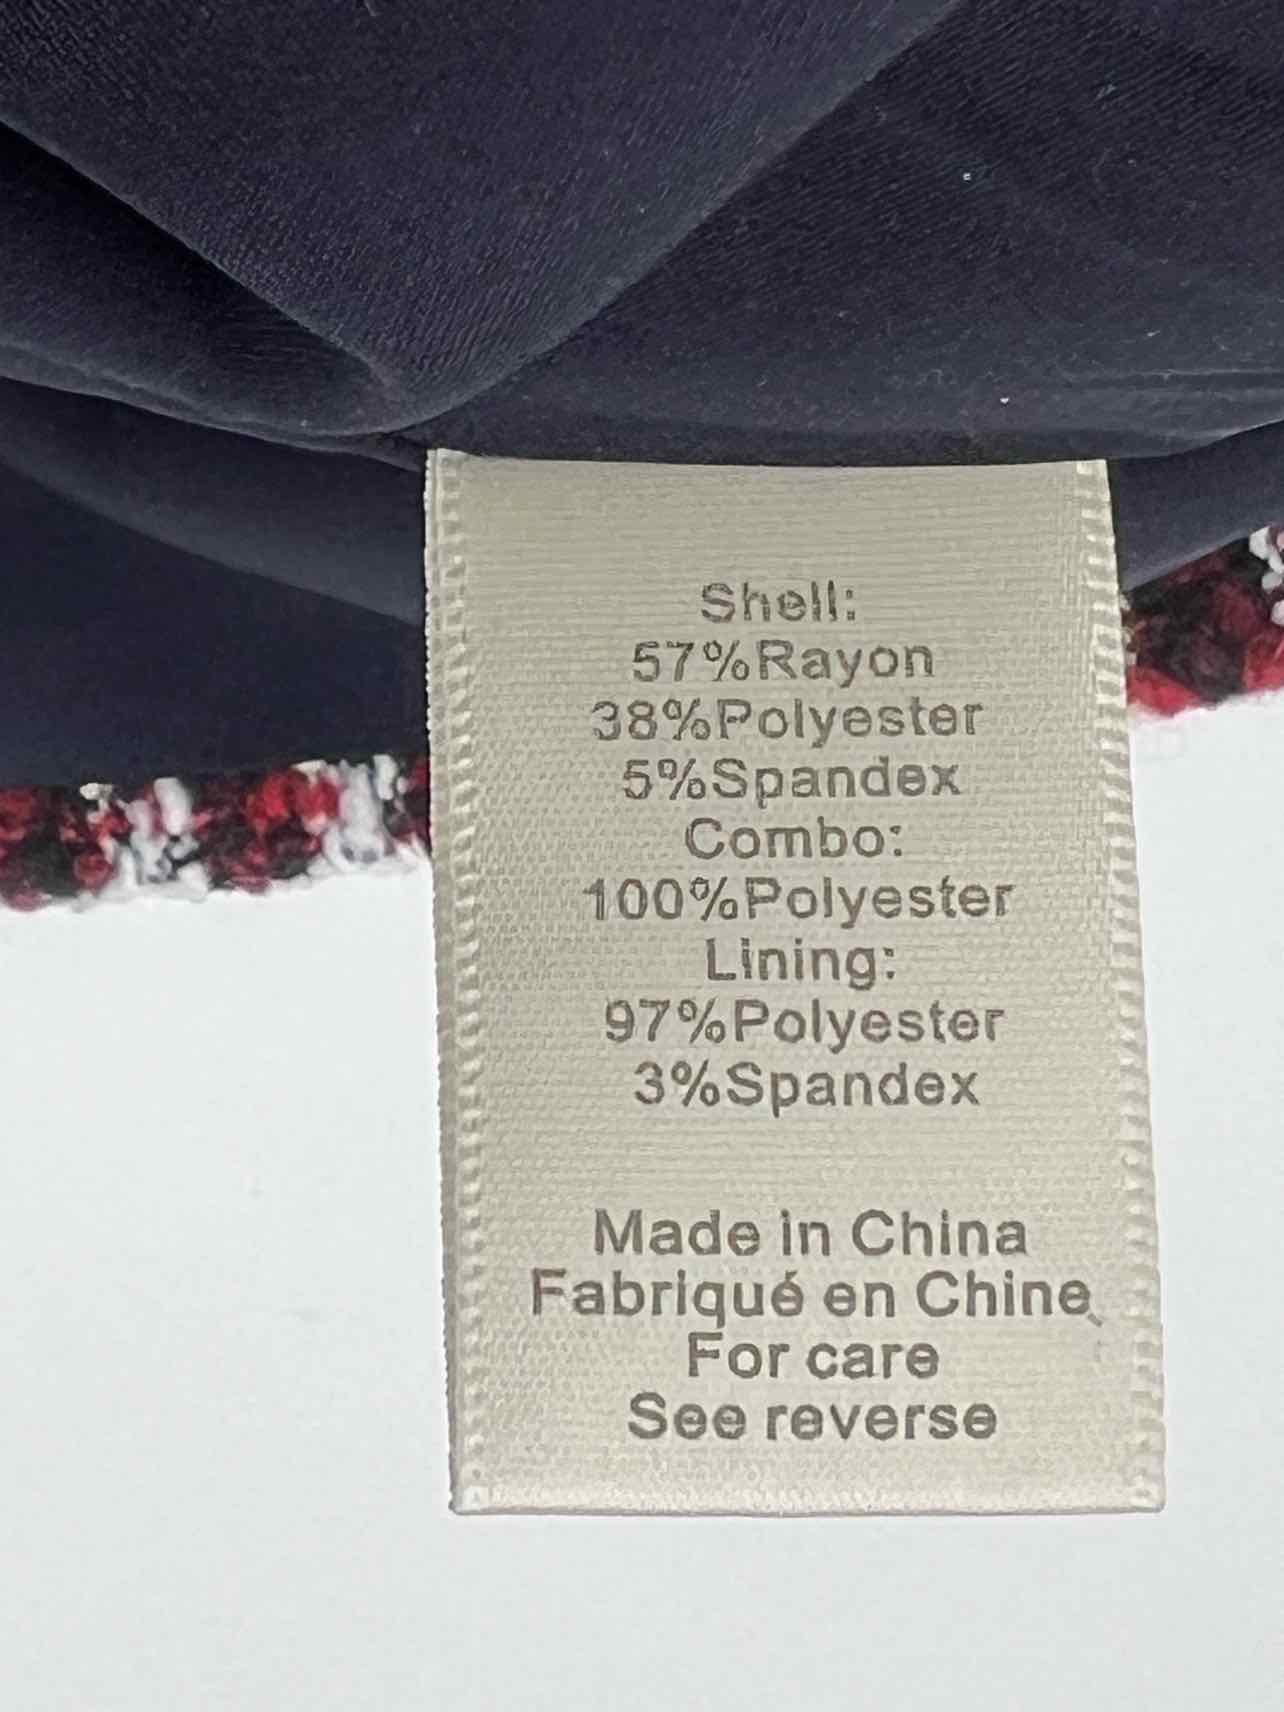 Shell:
57%Rayon
38%Polyester
5%Spandex
Combo:
100%Polyester
Lining:
97%Polyester
3%Spandex
Made in China
Fabriqué en Chine
For care
See reverse